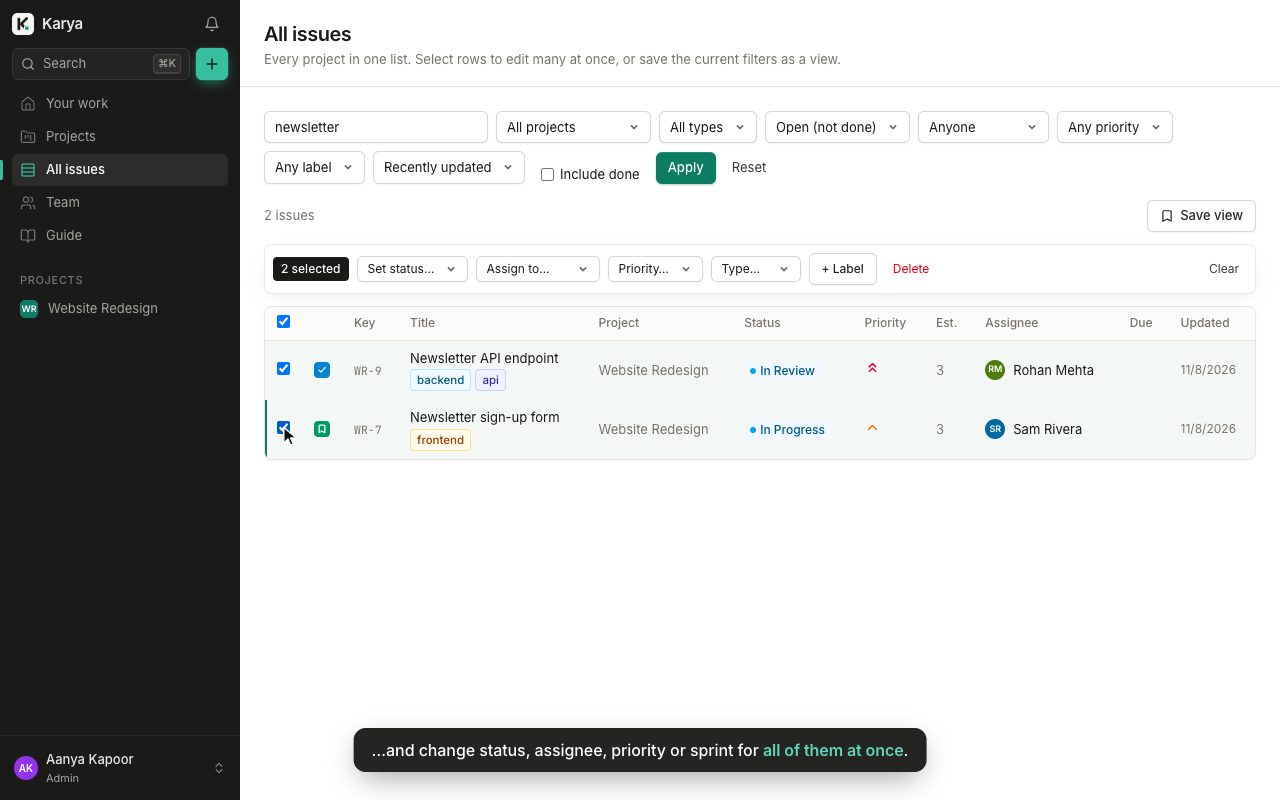 Karya
Search ⌘K +
Your work
Projects
All issues
Team
Guide
PROJECTS
WR Website Redesign
AK Aanya Kapoor
Admin
All issues
Every project in one list. Select rows to edit many at once, or save the current filters as a view.
newsletter All projects All types Open (not done) Anyone Any priority
Any label Recently updated Include done Apply Reset
2 issues Save view
2 selected Set status... Assign to... Priority... Type... + Label Delete Clear
Key Title Project Status Priority Est. Assignee Due Updated
WR-9 Newsletter API endpoint Website Redesign In Review 3 RM Rohan Mehta 11/8/2026
backend api
WR-7 Newsletter sign-up form Website Redesign In Progress 3 SR Sam Rivera 11/8/2026
frontend
...and change status, assignee, priority or sprint for all of them at once.